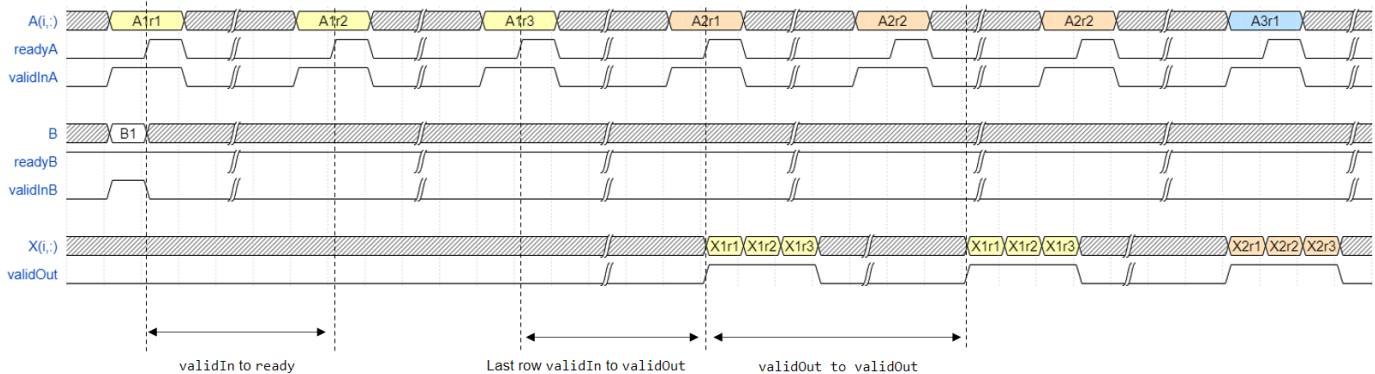 A(i,:) A1r1 A1r2 A1r3 A2r1 A2r2 A2r2 A3r1
readyA
validInA
B B1
readyB
validInB
X(i,:) X1r1 X1r2 X1r3 X1r1 X1r2 X1r3 X2r1 X2r2 X2r3
validOut
validIn to ready Last row validIn to validOut validOut to validOut